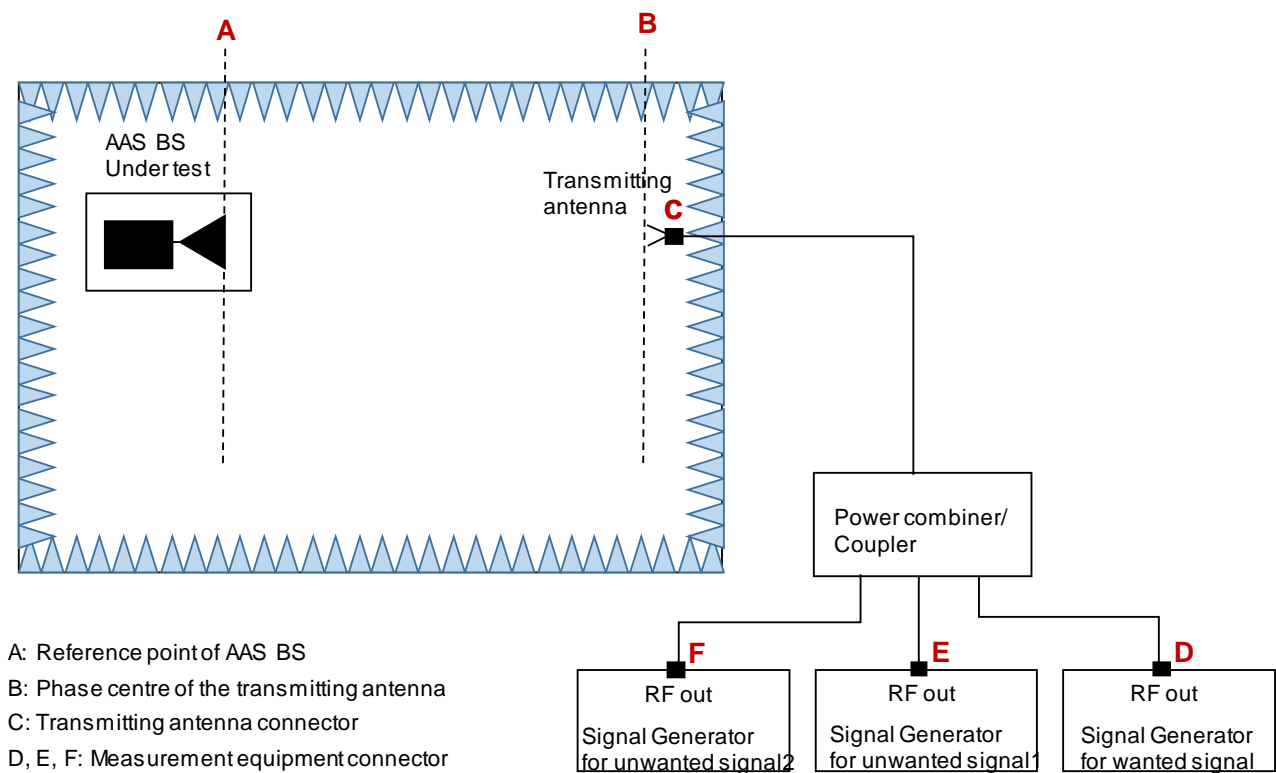 A
B
AAS BS
Under test
Transmitting
antenna
C
Power combiner/
Coupler
A: Reference point of AAS BS
B: Phase centre of the transmitting antenna
C: Transmitting antenna connector
D, E, F: Measurement equipment connector
F
RF out
Signal Generator
for unwanted signal2
E
RF out
Signal Generator
for unwanted signal1
D
RF out
Signal Generator
for wanted signal